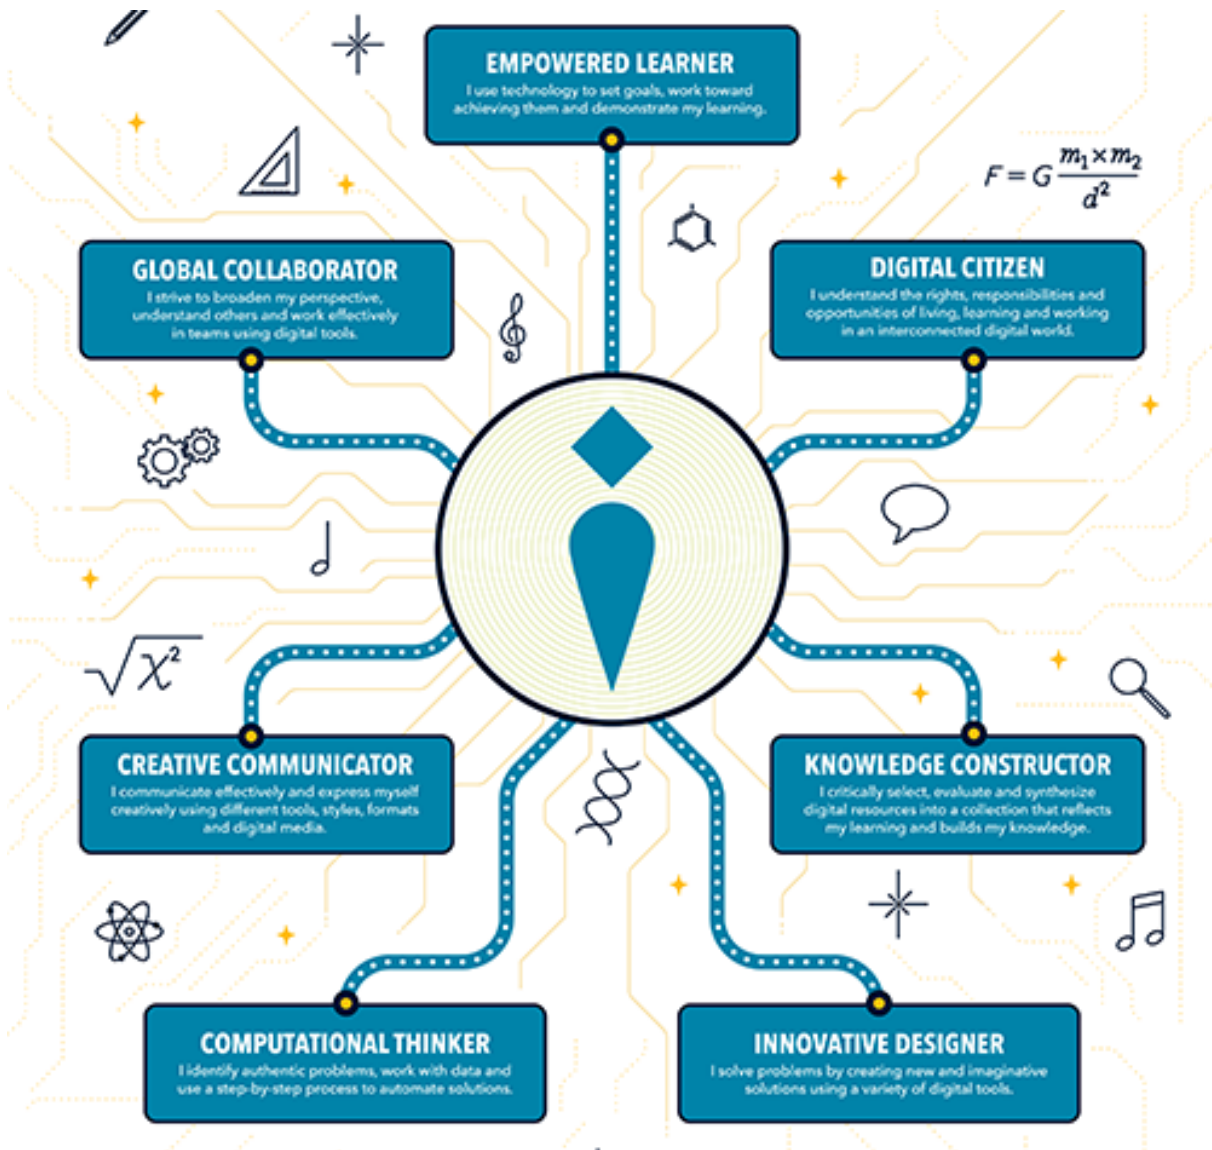 EMPOWERED LEARNER
I use technology to set goals, work toward
achieving them and demonstrate my learning.
F = G m₁ × m₂ / d²
GLOBAL COLLABORATOR
I strive to broaden my perspective,
understand others and work effectively
in teams using digital tools.
DIGITAL CITIZEN
I understand the rights, responsibilities and
opportunities of living, learning and working
in an interconnected digital world.
√χ²
CREATIVE COMMUNICATOR
I communicate effectively and express myself
creatively using different tools, styles, formats
and digital media.
KNOWLEDGE CONSTRUCTOR
I critically select, evaluate and synthesize
digital resources into a collection that reflects
my learning and builds my knowledge.
COMPUTATIONAL THINKER
I identify authentic problems, work with data and
use a step-by-step process to automate solutions.
INNOVATIVE DESIGNER
I solve problems by creating new and imaginative
solutions using a variety of digital tools.